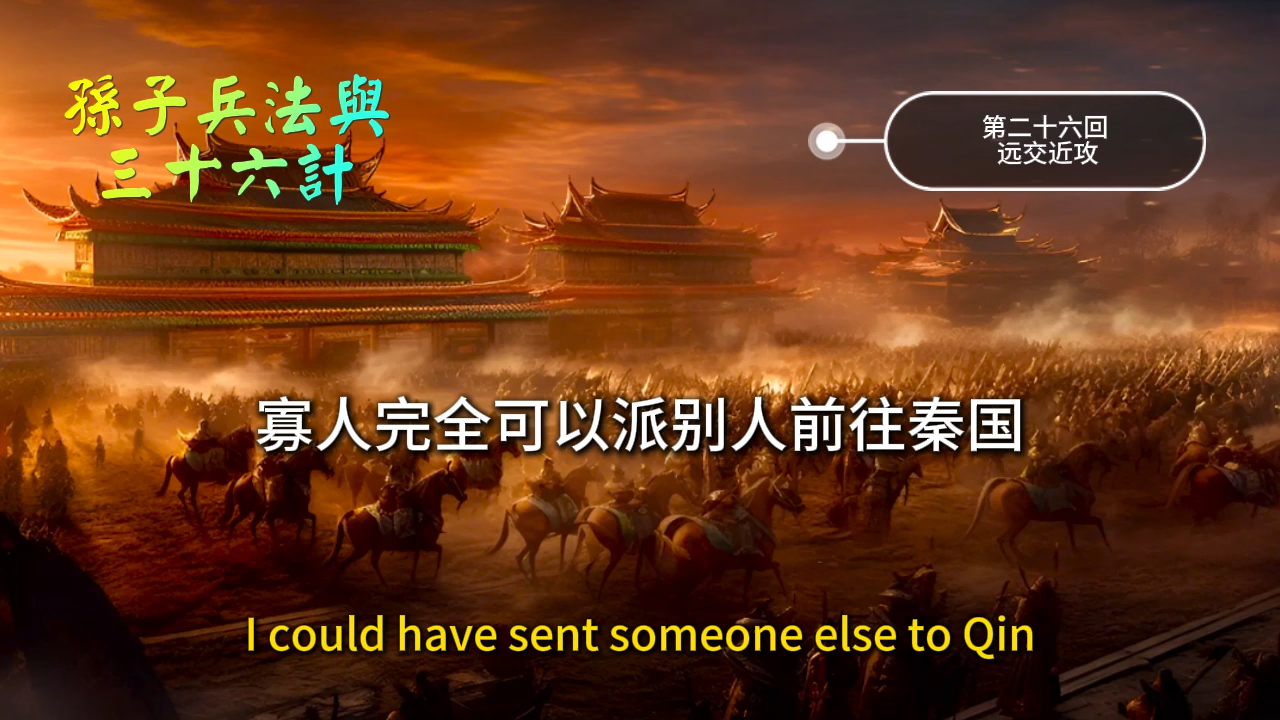 孫子兵法與
三十六計
第二十六回
远交近攻
寡人完全可以派别人前往秦国
I could have sent someone else to Qin